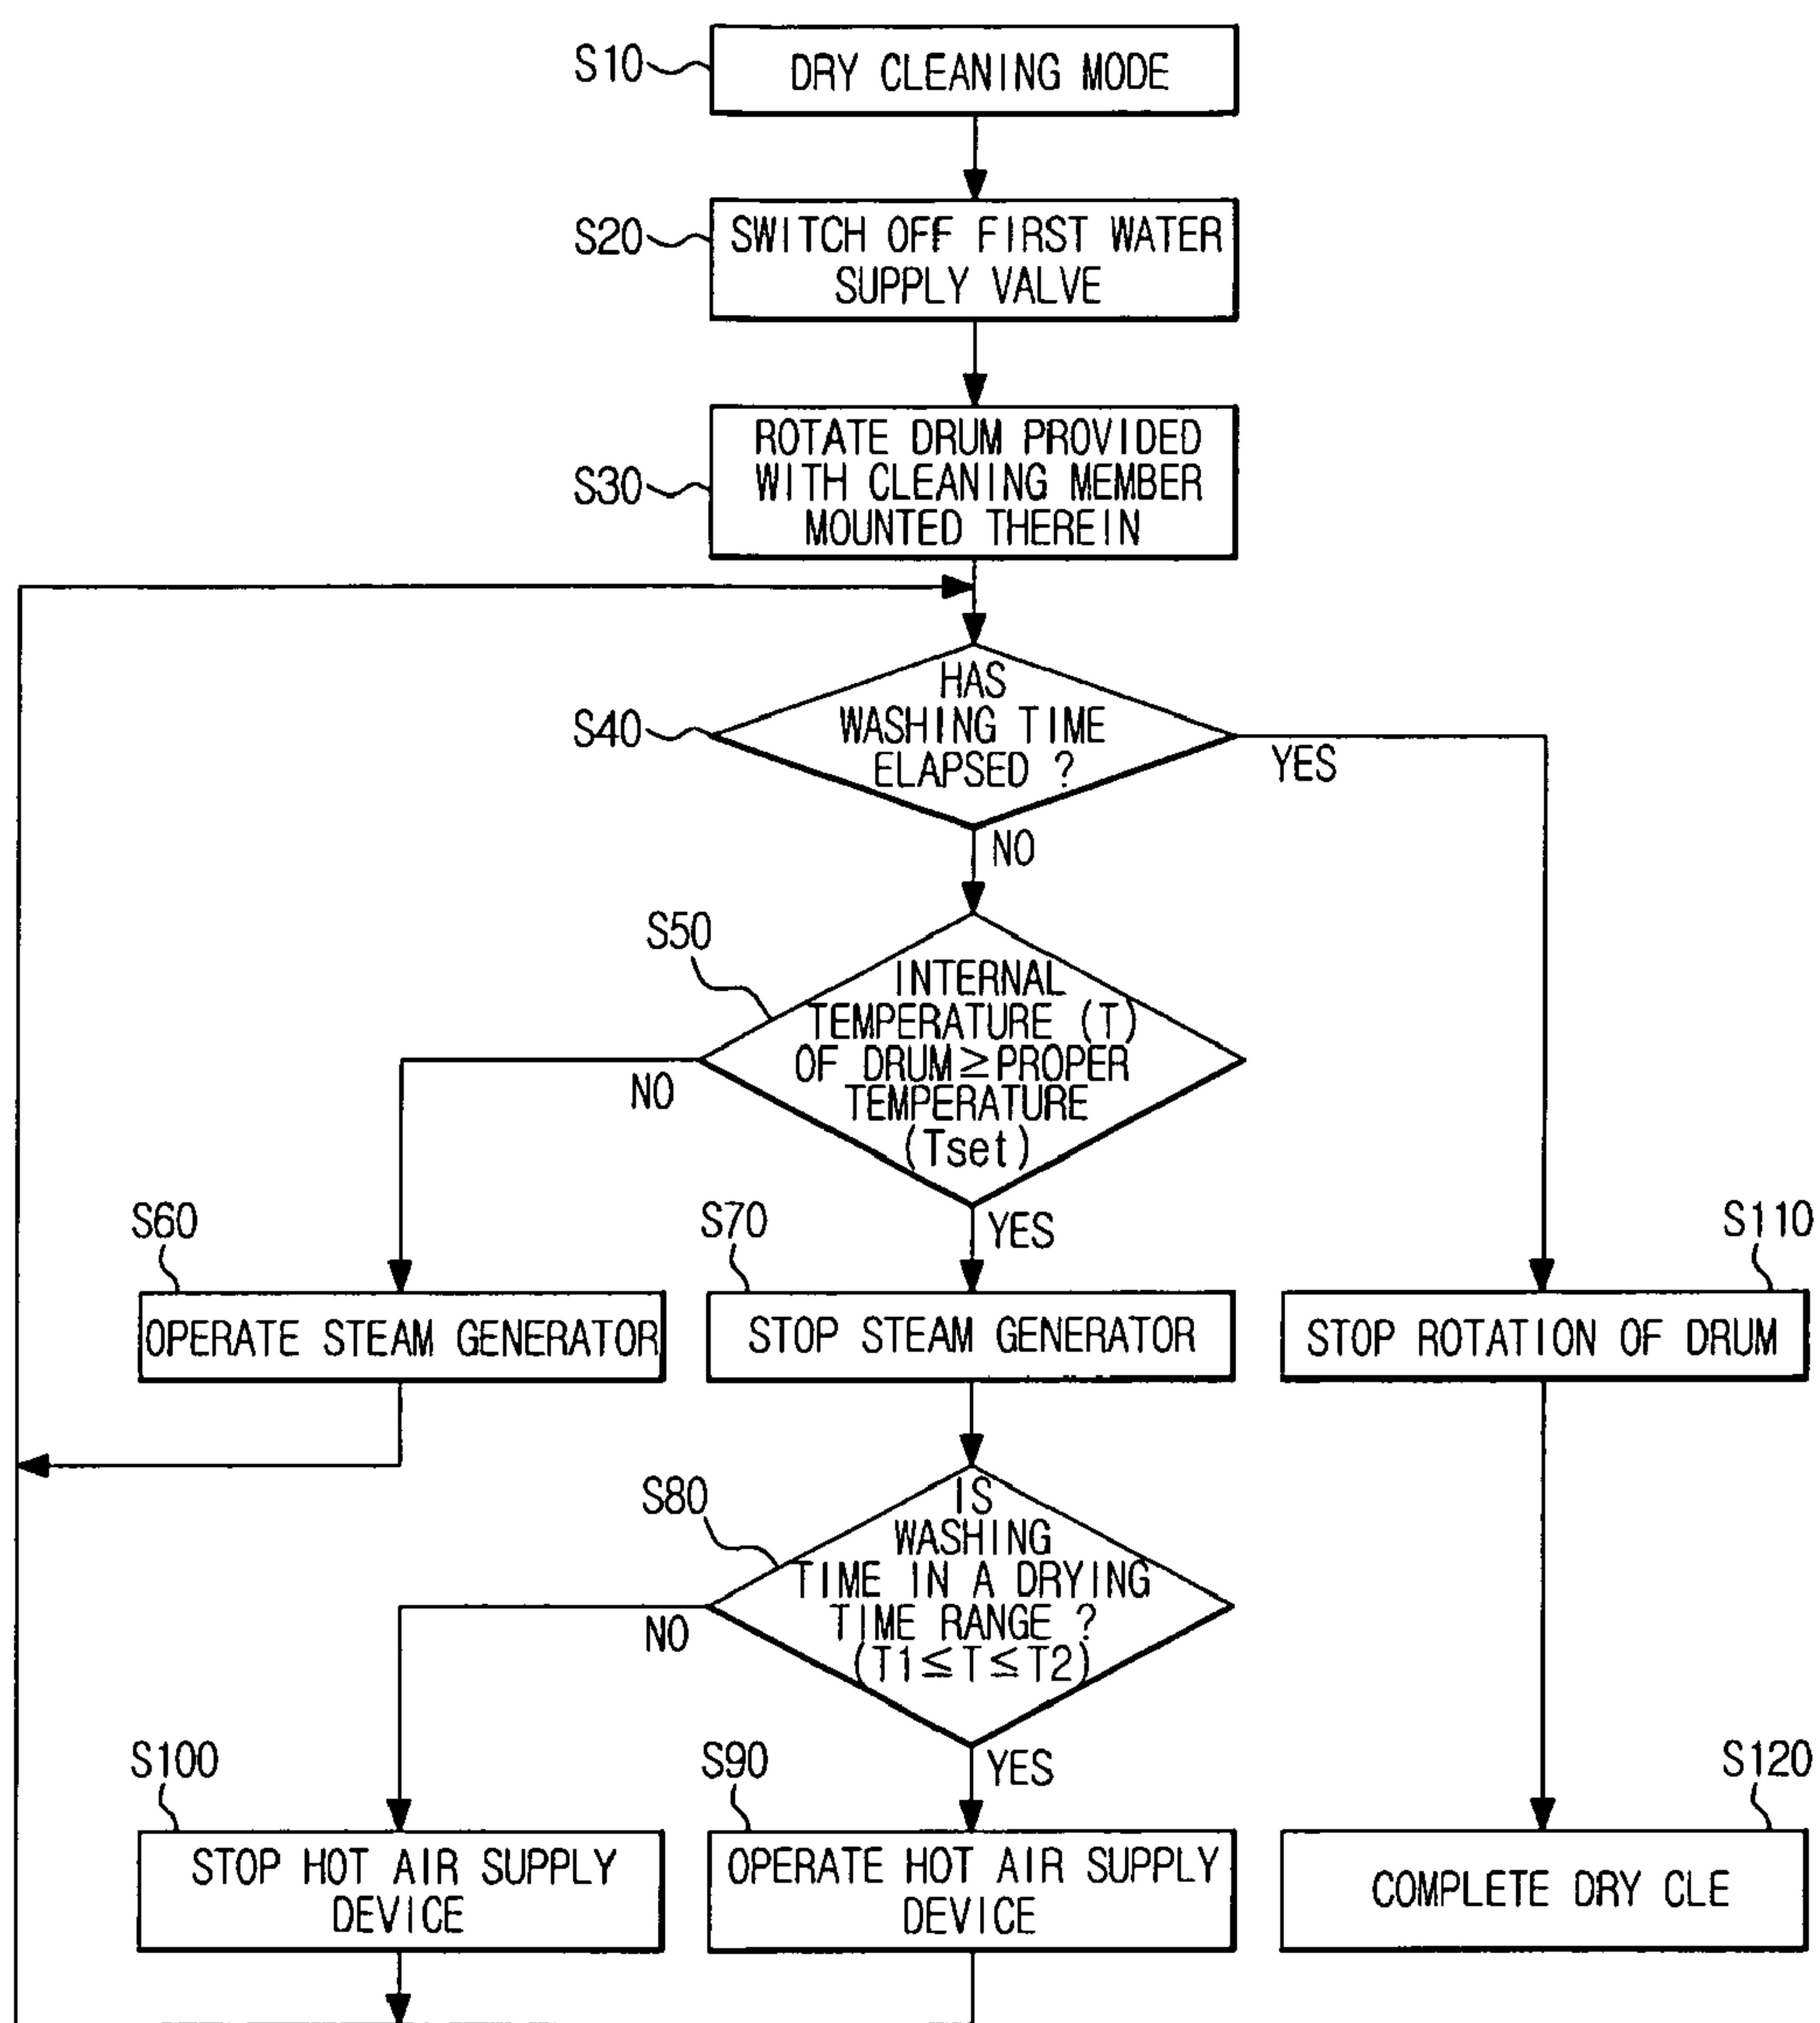 S10
DRY CLEANING MODE
S20
SWITCH OFF FIRST WATER
SUPPLY VALVE
S30
ROTATE DRUM PROVIDED
WITH CLEANING MEMBER
MOUNTED THEREIN
S40
HAS
WASHING TIME
ELAPSED ?
YES
NO
S50
INTERNAL
TEMPERATURE (T)
OF DRUM≥PROPER
TEMPERATURE
(Tset)
NO
YES
S60
OPERATE STEAM GENERATOR
S70
STOP STEAM GENERATOR
S110
STOP ROTATION OF DRUM
S80
IS
WASHING
TIME IN A DRYING
TIME RANGE ?
(T1≤T≤T2)
NO
YES
S100
STOP HOT AIR SUPPLY
DEVICE
S90
OPERATE HOT AIR SUPPLY
DEVICE
S120
COMPLETE DRY CLE